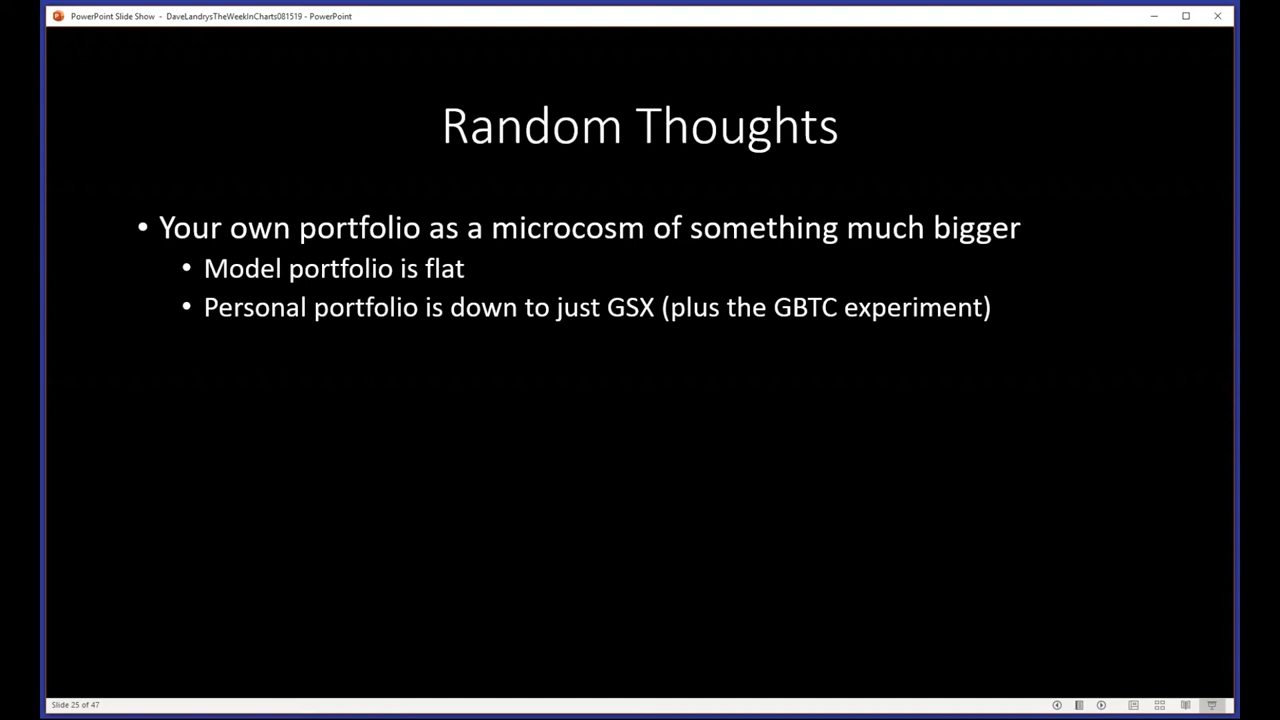 PowerPoint Slide Show - DaveLandrysTheWeekInCharts081519 - PowerPoint
Random Thoughts
• Your own portfolio as a microcosm of something much bigger
• Model portfolio is flat
• Personal portfolio is down to just GSX (plus the GBTC experiment)
Slide 25 of 47